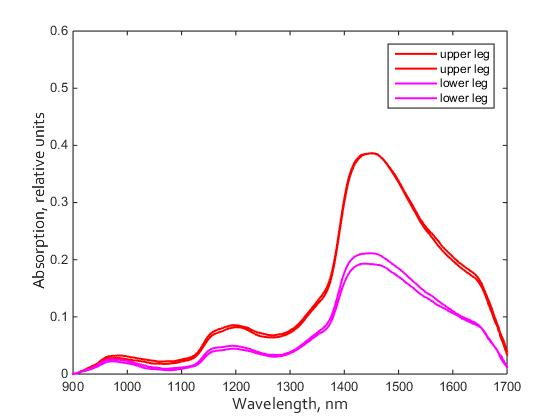 0.6
0.5
0.4
0.3
0.2
0.1
0
Absorption, relative units
upper leg
upper leg
lower leg
lower leg
900 1000 1100 1200 1300 1400 1500 1600 1700
Wavelength, nm